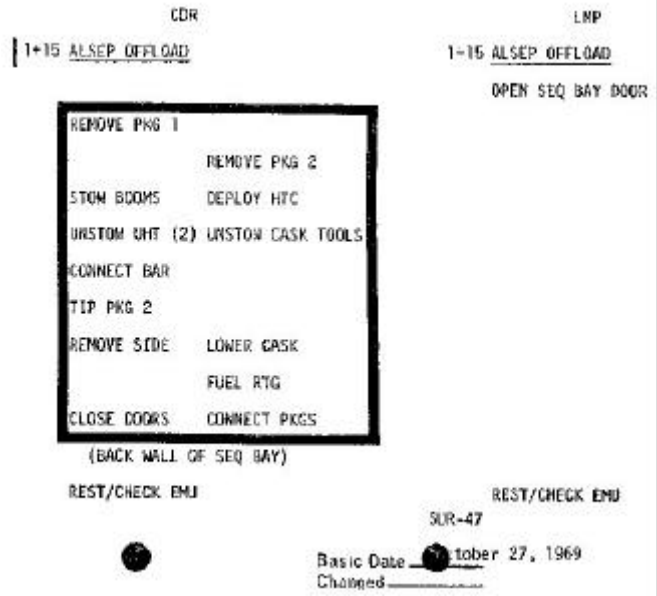 CDR LMP
1+15 ALSEP OFFLOAD 1-15 ALSEP OFFLOAD
OPEN SEQ BAY DOOR
REMOVE PKG 1
REMOVE PKG 2
STOW BOOMS DEPLOY HTC
UNSTOW UHT (2) UNSTOW CASK TOOLS
CONNECT BAR
TIP PKG 2
REMOVE SIDE LOWER CASK
FUEL RTG
CLOSE DOORS CONNECT PKGS
(BACK WALL OF SEQ BAY)
REST/CHECK EMU REST/CHECK EMU
SUR-47
Basic Date tober 27, 1969
Changed